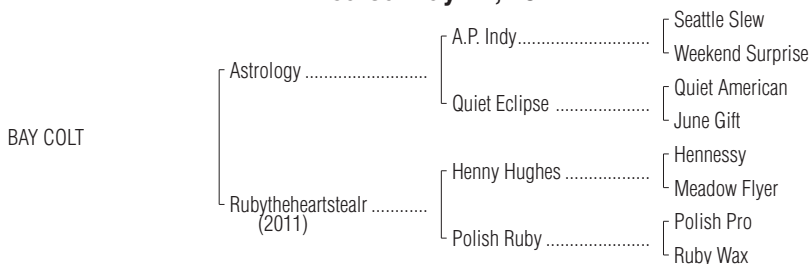 Seattle Slew
A.P. Indy..............................
Weekend Surprise
Astrology ...........................
Quiet American
Quiet Eclipse .....................
June Gift
BAY COLT
Hennessy
Henny Hughes ...................
Meadow Flyer
Rubytheheartstealr ............
(2011)
Polish Pro
Polish Ruby .......................
Ruby Wax